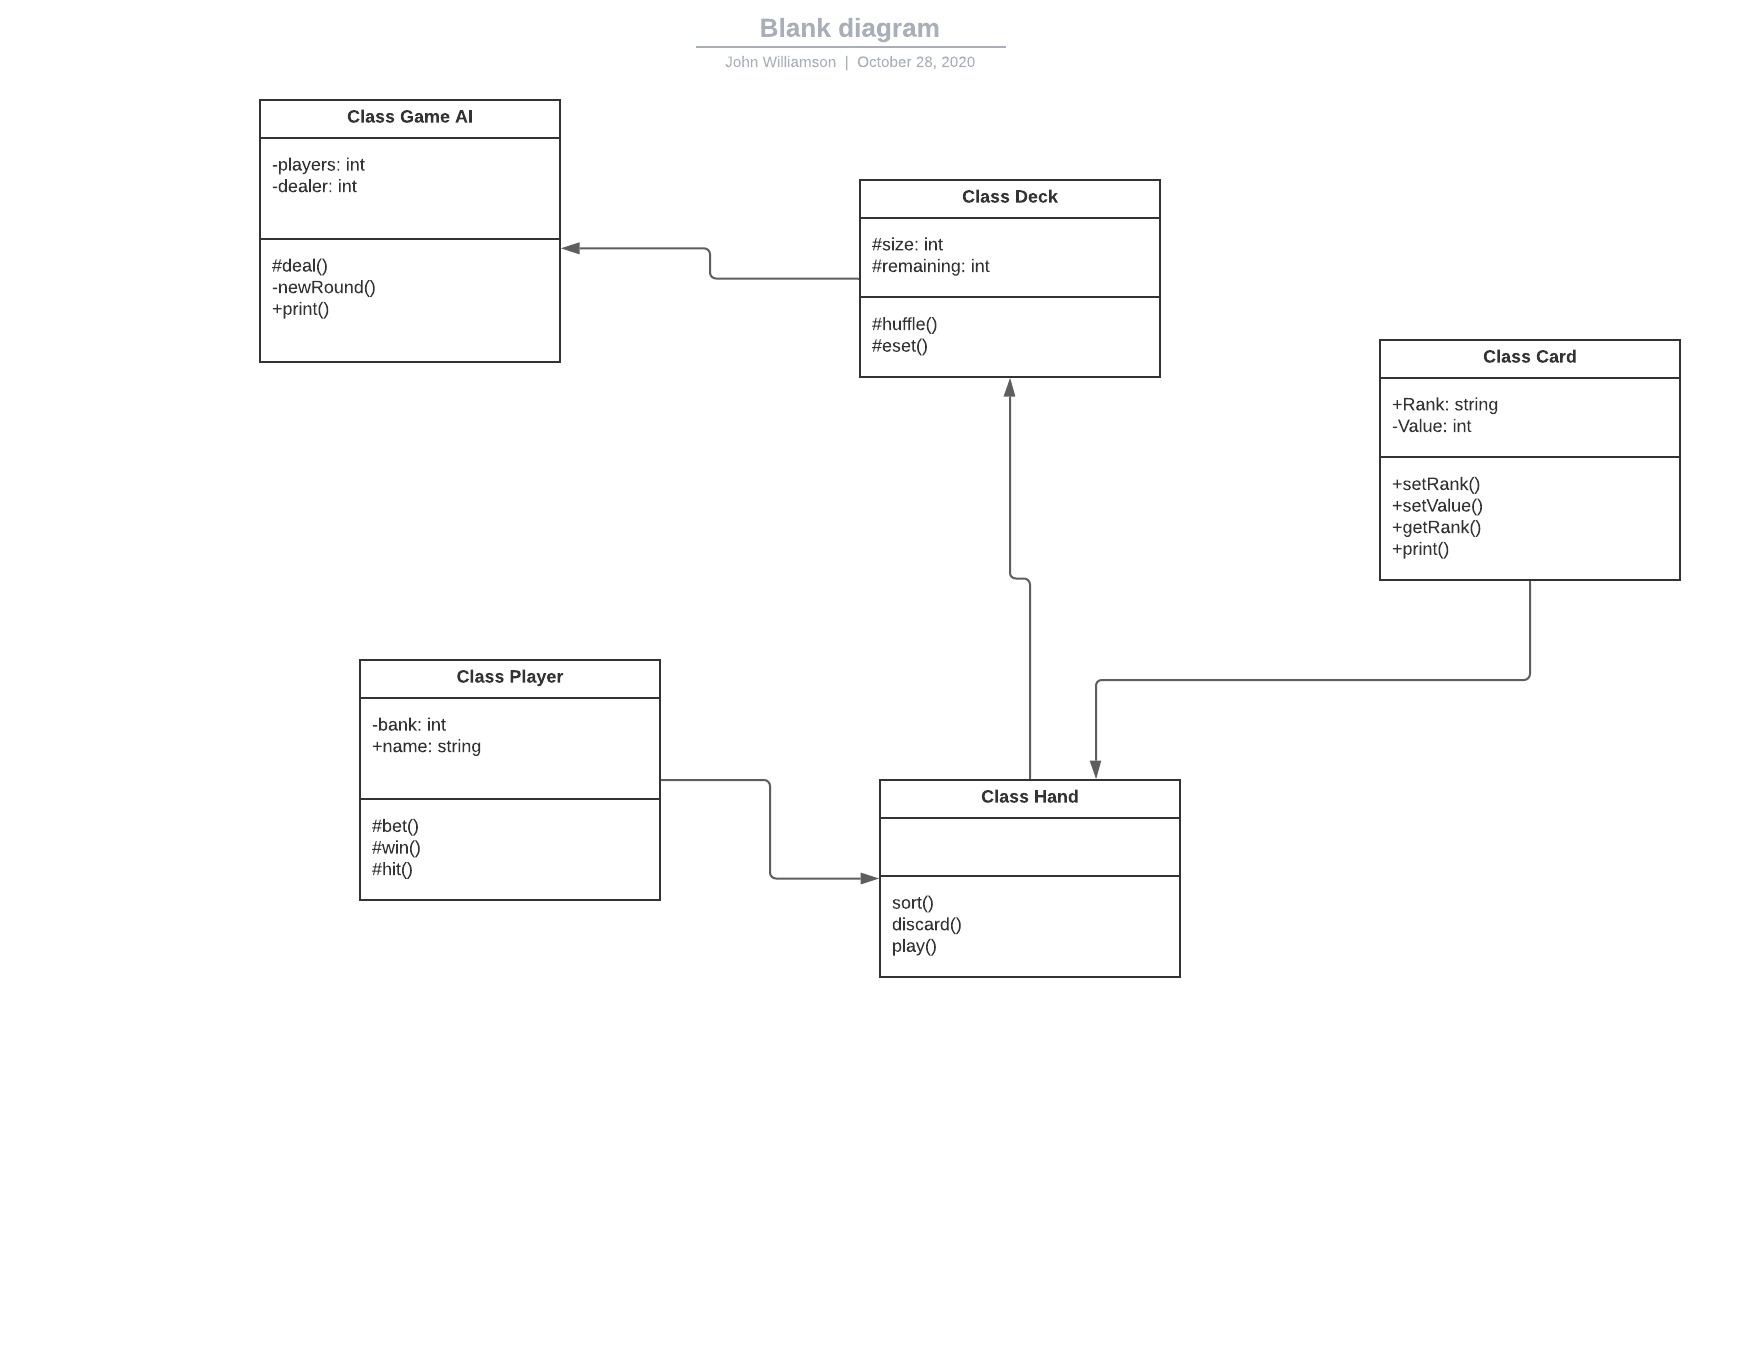 Blank diagram
John Williamson | October 28, 2020
Class Game AI
-players: int
-dealer: int
#deal()
-newRound()
+print()
Class Deck
#size: int
#remaining: int
#huffle()
#eset()
Class Card
+Rank: string
-Value: int
+setRank()
+setValue()
+getRank()
+print()
Class Player
-bank: int
+name: string
#bet()
#win()
#hit()
Class Hand
sort()
discard()
play()